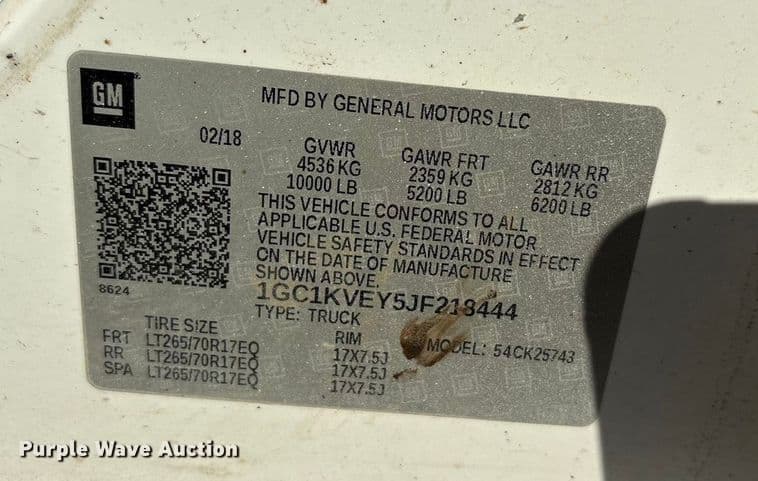 GM
MFD BY GENERAL MOTORS LLC
02/18
GVWR
4536 KG
10000 LB
GAWR FRT
2359 KG
5200 LB
GAWR RR
2812 KG
6200 LB
THIS VEHICLE CONFORMS TO ALL
APPLICABLE U.S. FEDERAL MOTOR
VEHICLE SAFETY STANDARDS IN EFFECT
ON THE DATE OF MANUFACTURE
SHOWN ABOVE.
8624
1GC1KVEY5JF218444
TYPE: TRUCK
MODEL: 54CK25743
TIRE SIZE RIM
FRT LT265/70R17EQ 17X7.5J
RR LT265/70R17EQ 17X7.5J
SPA LT265/70R17EQ 17X7.5J
Purple Wave Auction